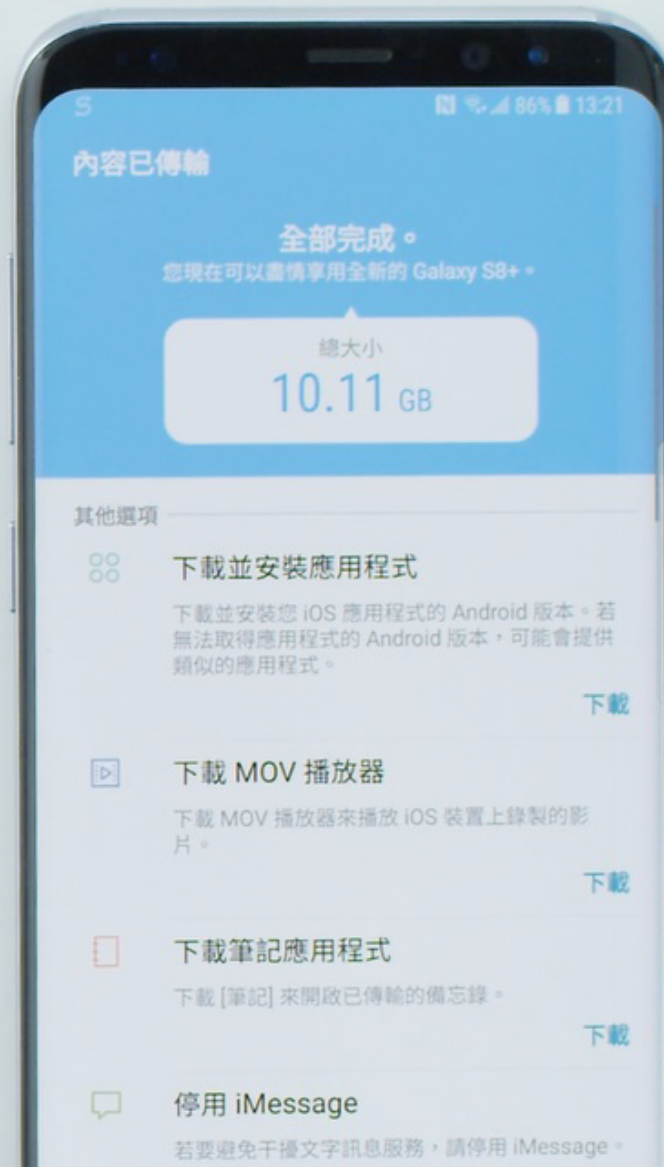 86% 13:21
內容已傳輸
全部完成。
您現在可以盡情享用全新的 Galaxy S8+。
總大小
10.11 GB
其他選項
下載並安裝應用程式
下載並安裝您 iOS 應用程式的 Android 版本。若
無法取得應用程式的 Android 版本，可能會提供
類似的應用程式。
下載
下載 MOV 播放器
下載 MOV 播放器來播放 iOS 裝置上錄製的影
片。
下載
下載筆記應用程式
下載 [筆記] 來開啟已傳輸的備忘錄。
下載
停用 iMessage
若要避免干擾文字訊息服務，請停用 iMessage。